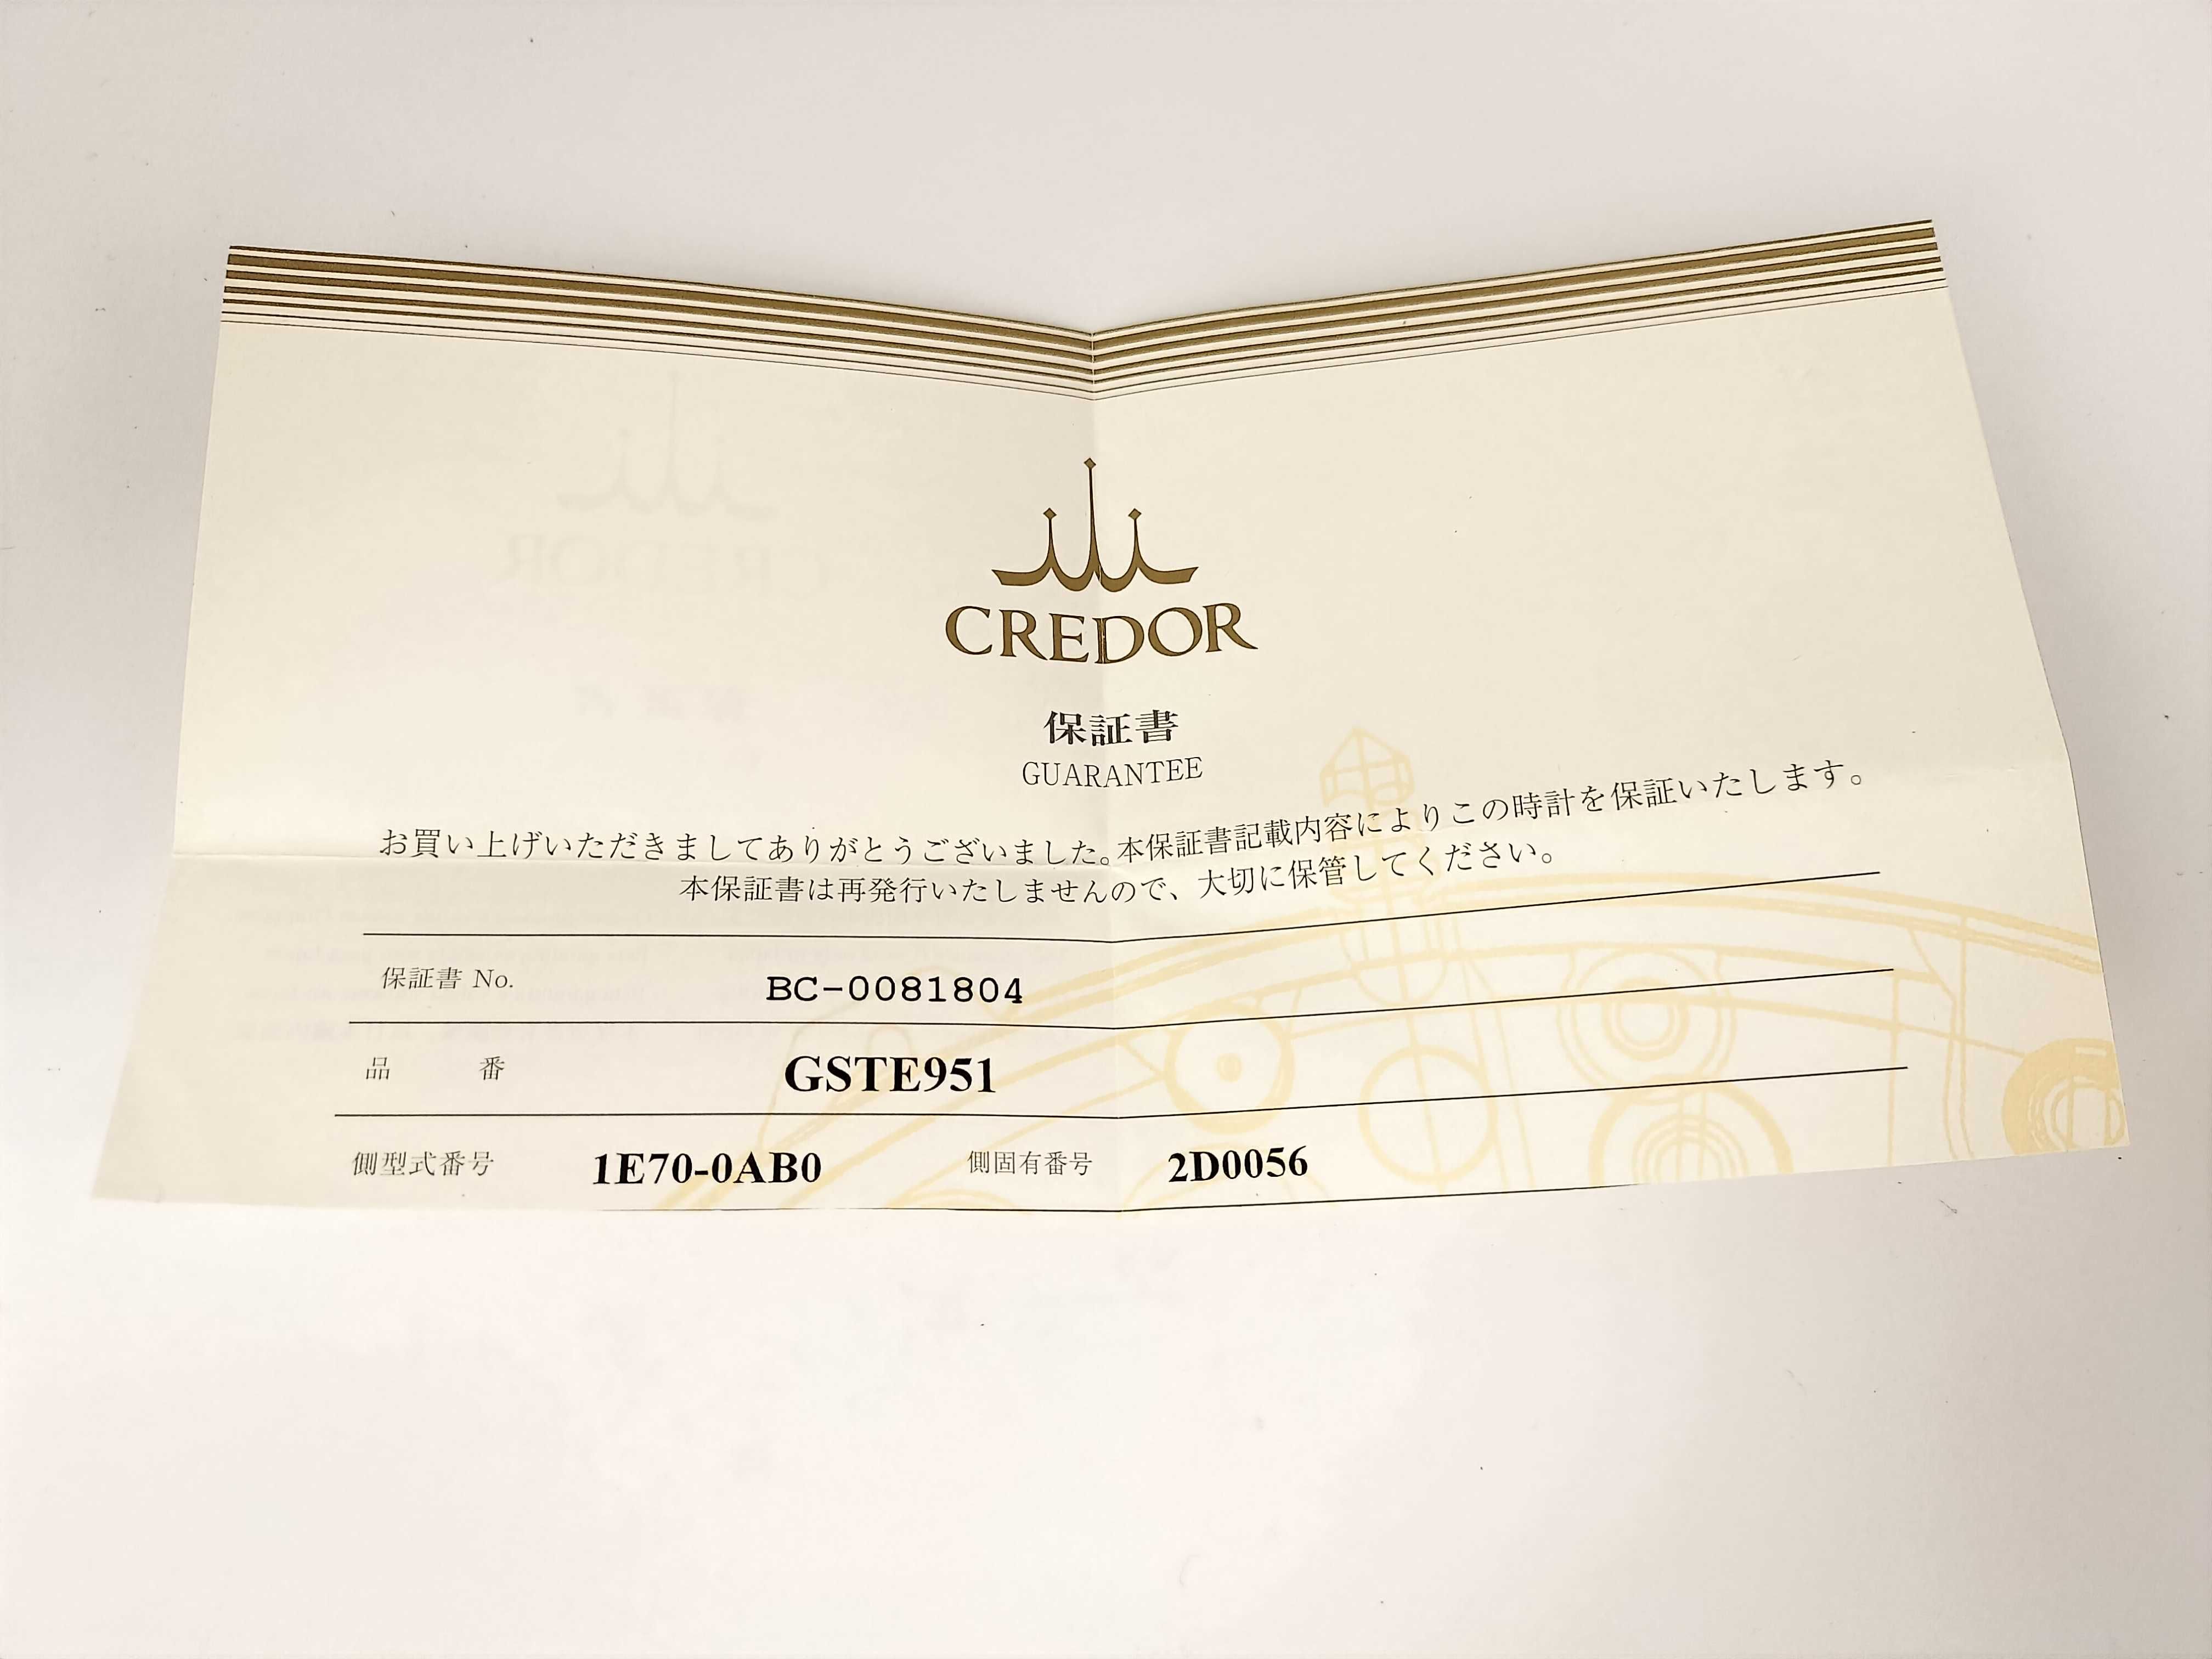 CREDOR
保証書
GUARANTEE
お買い上げいただきましてありがとうございました。本保証書記載内容によりこの時計を保証いたします。
本保証書は再発行いたしませんので、大切に保管してください。
保証書 No. BC-0081804
品 番 GSTE951
側型式番号 1E70-0AB0 側固有番号 2D0056